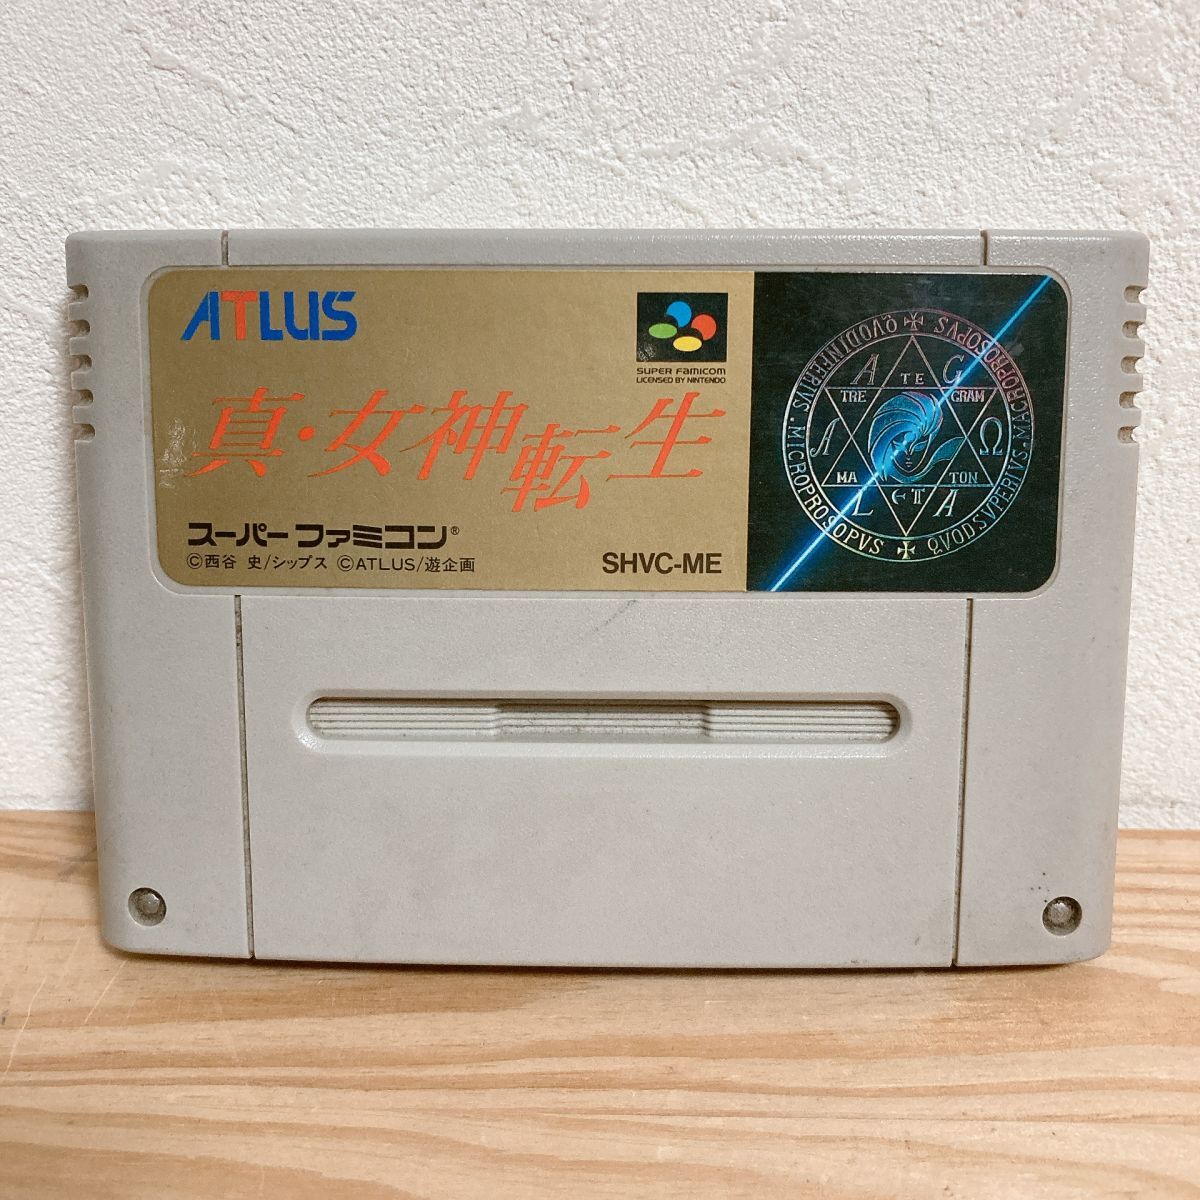 ATLUS
SUPER FAMICOM
LICENSED BY NINTENDO
真・女神転生
スーパーファミコン®
©西谷 史/シップス ©ATLUS/遊企画
SHVC-ME
QVOD INFERIVS · MICROPROSOPVS ✠ QVOD SVPERIVS · MACROPROSOPVS ✠
A TE G
TRE GRAM
Ω
MA TON
L ETA A